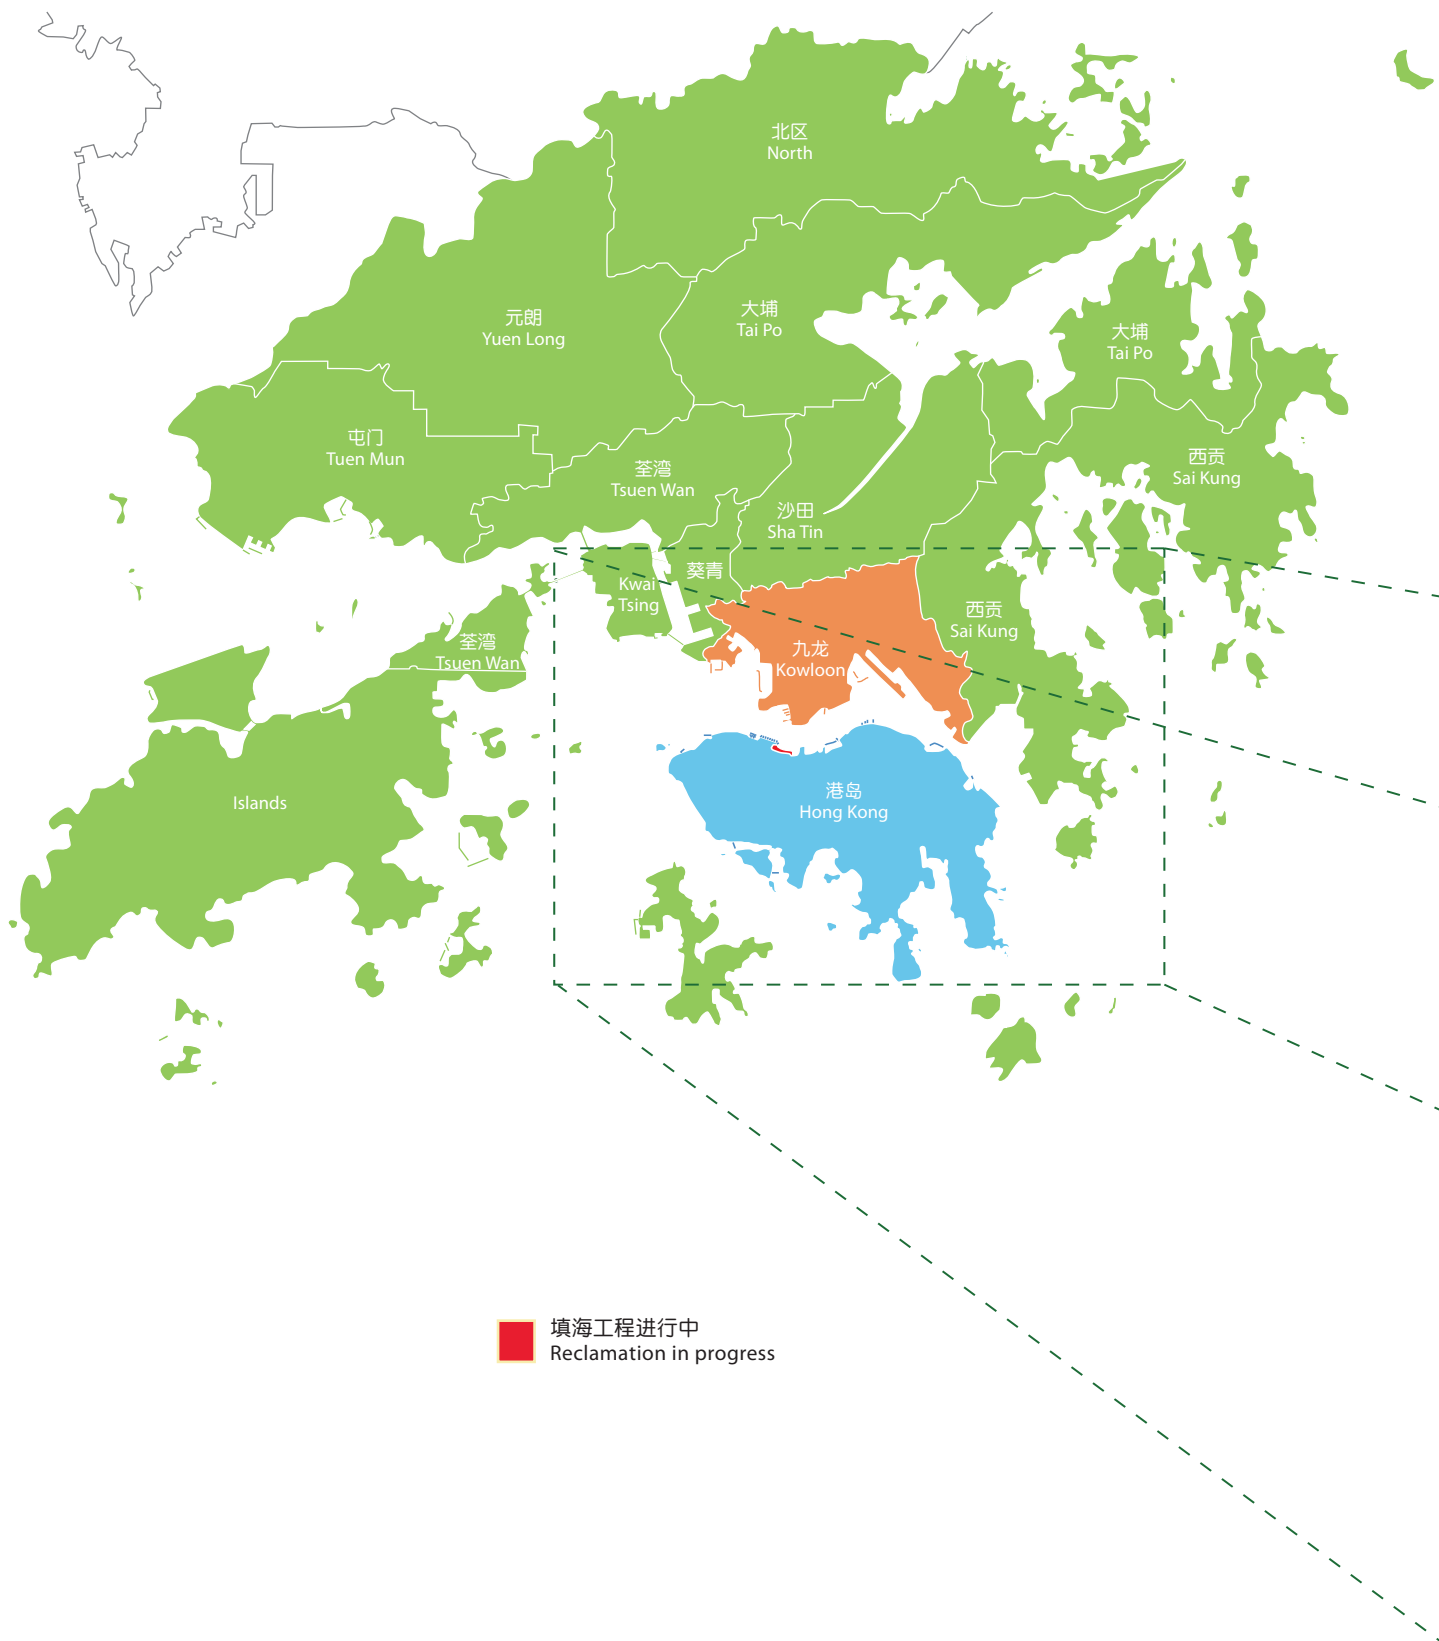 北区
North
元朗
Yuen Long
大埔
Tai Po
大埔
Tai Po
屯门
Tuen Mun
荃湾
Tsuen Wan
西贡
Sai Kung
沙田
Sha Tin
葵青
Kwai
Tsing
西贡
Sai Kung
荃湾
Tsuen Wan
九龙
Kowloon
Islands
港岛
Hong Kong
填海工程进行中
Reclamation in progress